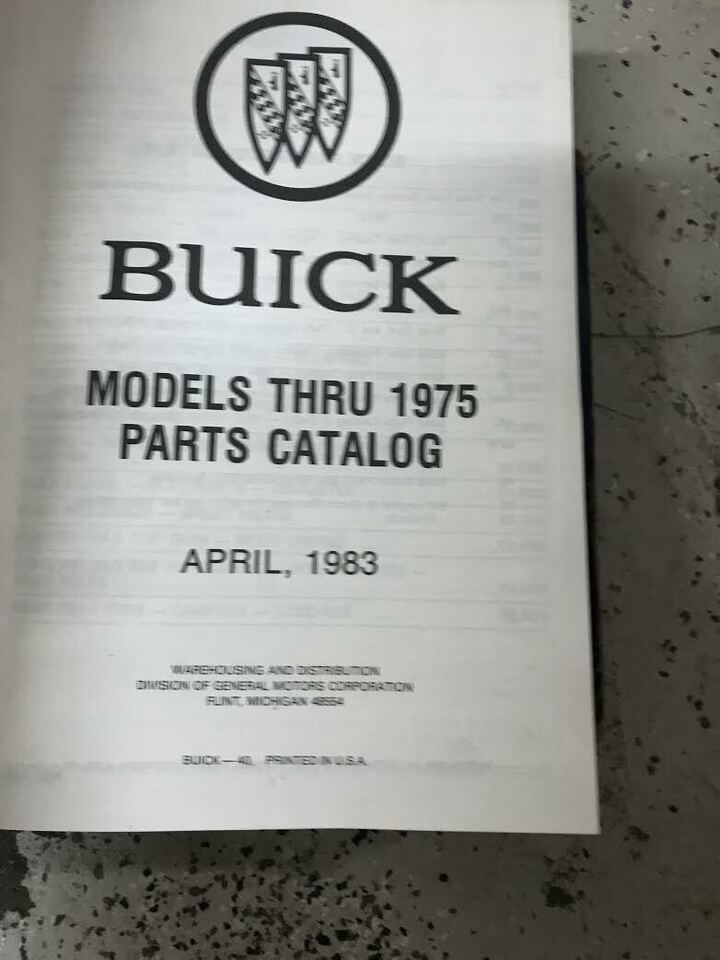 BUICK
MODELS THRU 1975
PARTS CATALOG
APRIL, 1983
WAREHOUSING AND DISTRIBUTION
DIVISION OF GENERAL MOTORS CORPORATION
FLINT, MICHIGAN 48554
BUICK—40, PRINTED IN U.S.A.